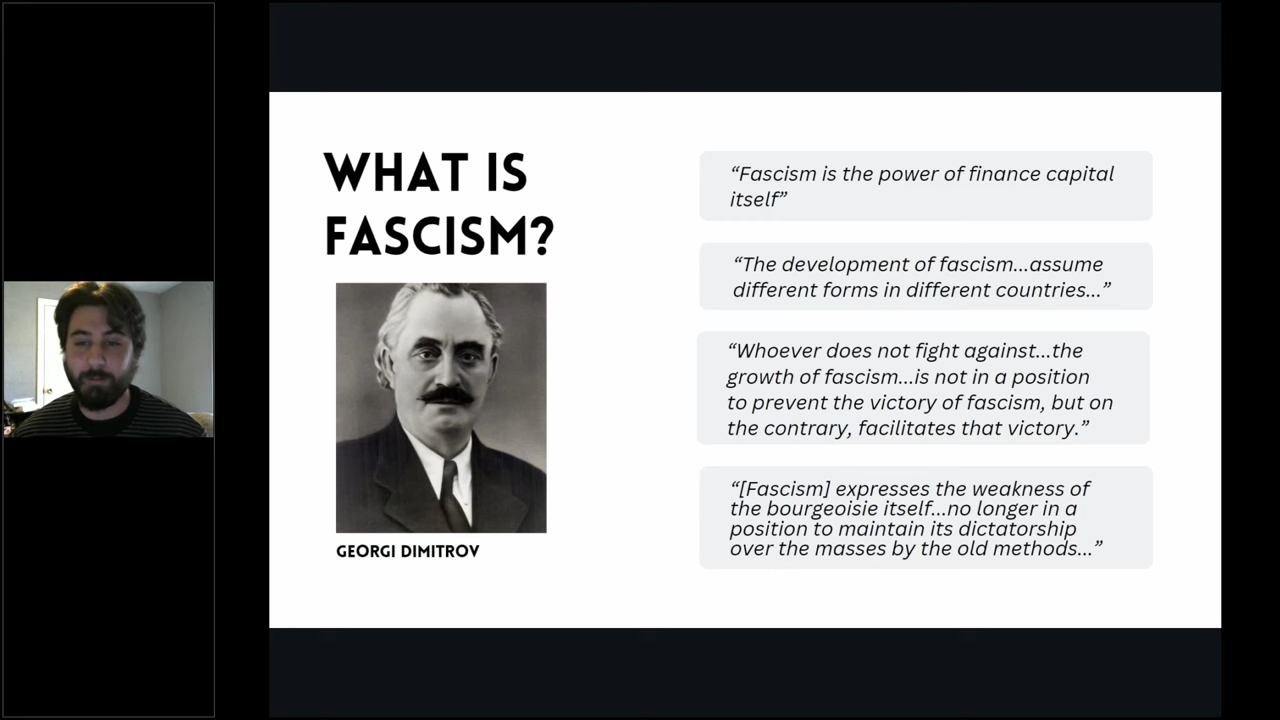 WHAT IS
FASCISM?
GEORGI DIMITROV
“Fascism is the power of finance capital
itself”
“The development of fascism...assume
different forms in different countries...”
“Whoever does not fight against...the
growth of fascism...is not in a position
to prevent the victory of fascism, but on
the contrary, facilitates that victory.”
“[Fascism] expresses the weakness of
the bourgeoisie itself...no longer in a
position to maintain its dictatorship
over the masses by the old methods...”